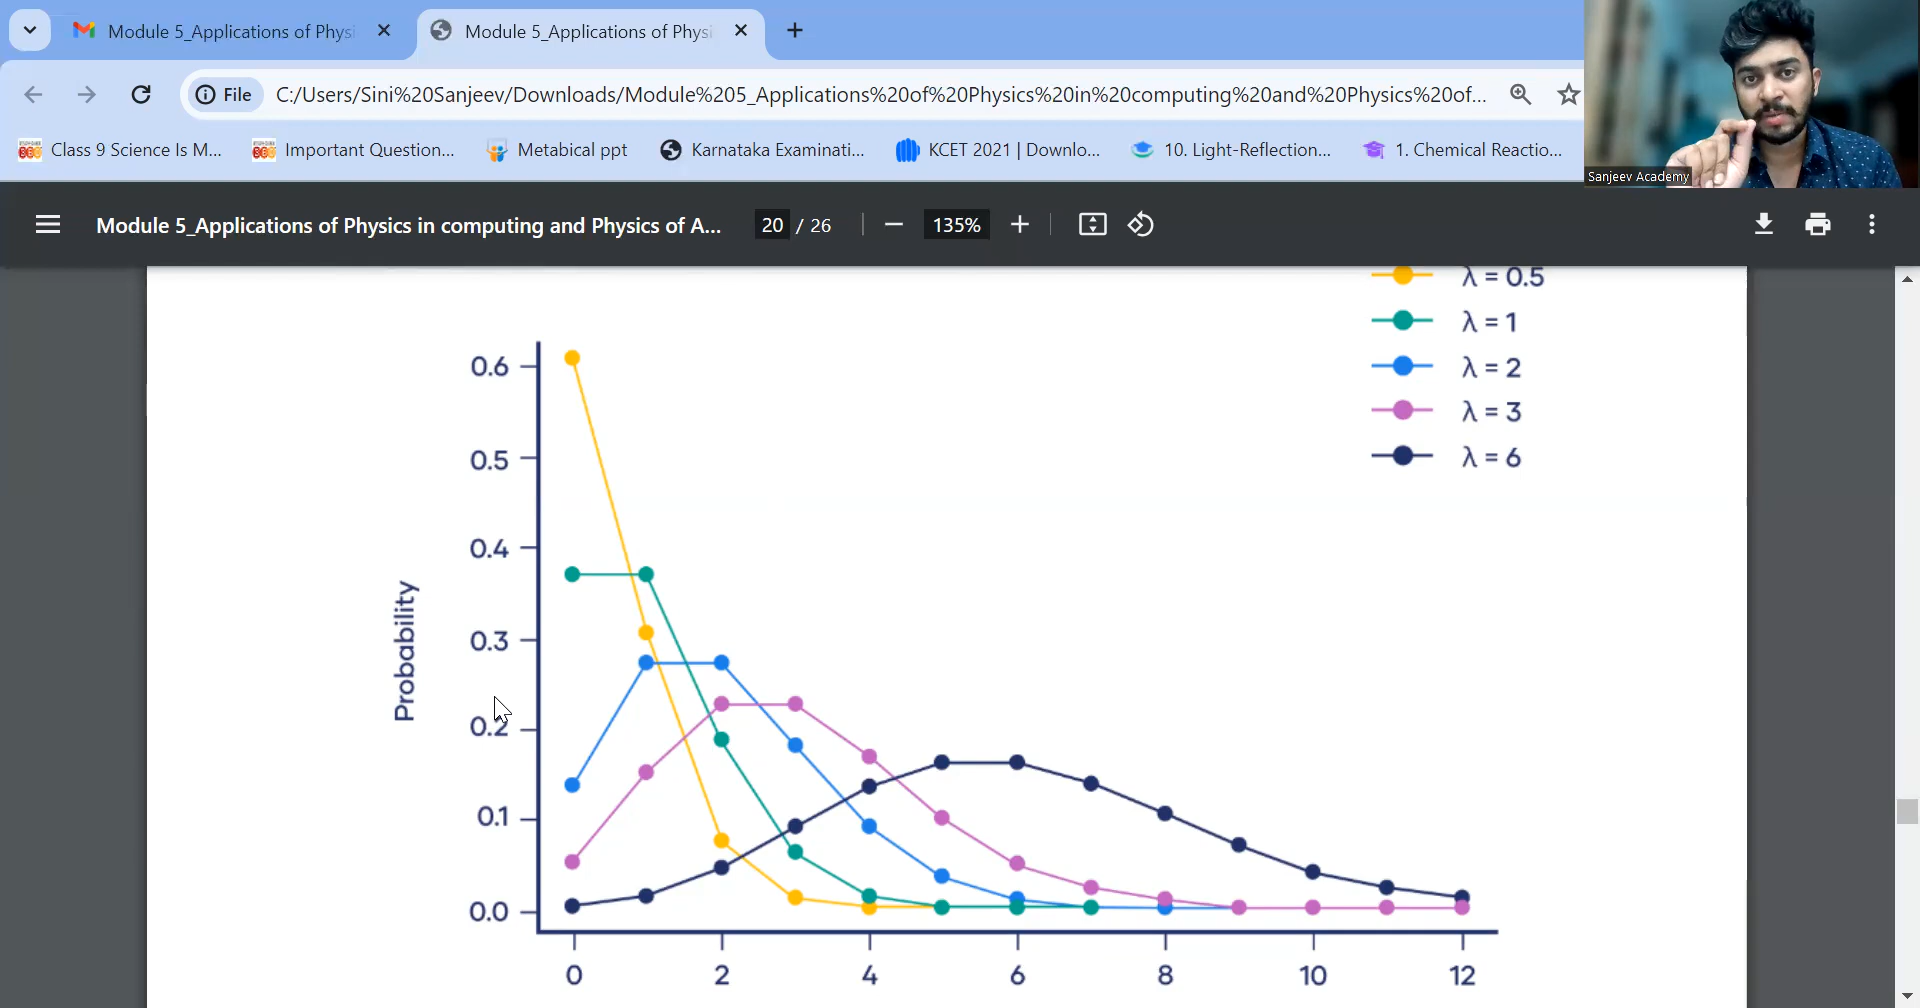 Module 5_Applications of Phys
Module 5_Applications of Physi
File
C:/Users/Sini%20Sanjeev/Downloads/Module%205_Applications%20of%20Physics%20in%20computing%20and%20Physics%20of...
Class 9 Science Is M...
Important Question...
Metabical ppt
Karnataka Examinati...
KCET 2021 | Downlo...
10. Light-Reflection...
1. Chemical Reactio...
Sanjeev Academy
Module 5_Applications of Physics in computing and Physics of A...
20 / 26
135%
λ = 0.5
λ = 1
λ = 2
λ = 3
λ = 6
0.6
0.5
0.4
0.3
0.2
0.1
0.0
Probability
0 2 4 6 8 10 12